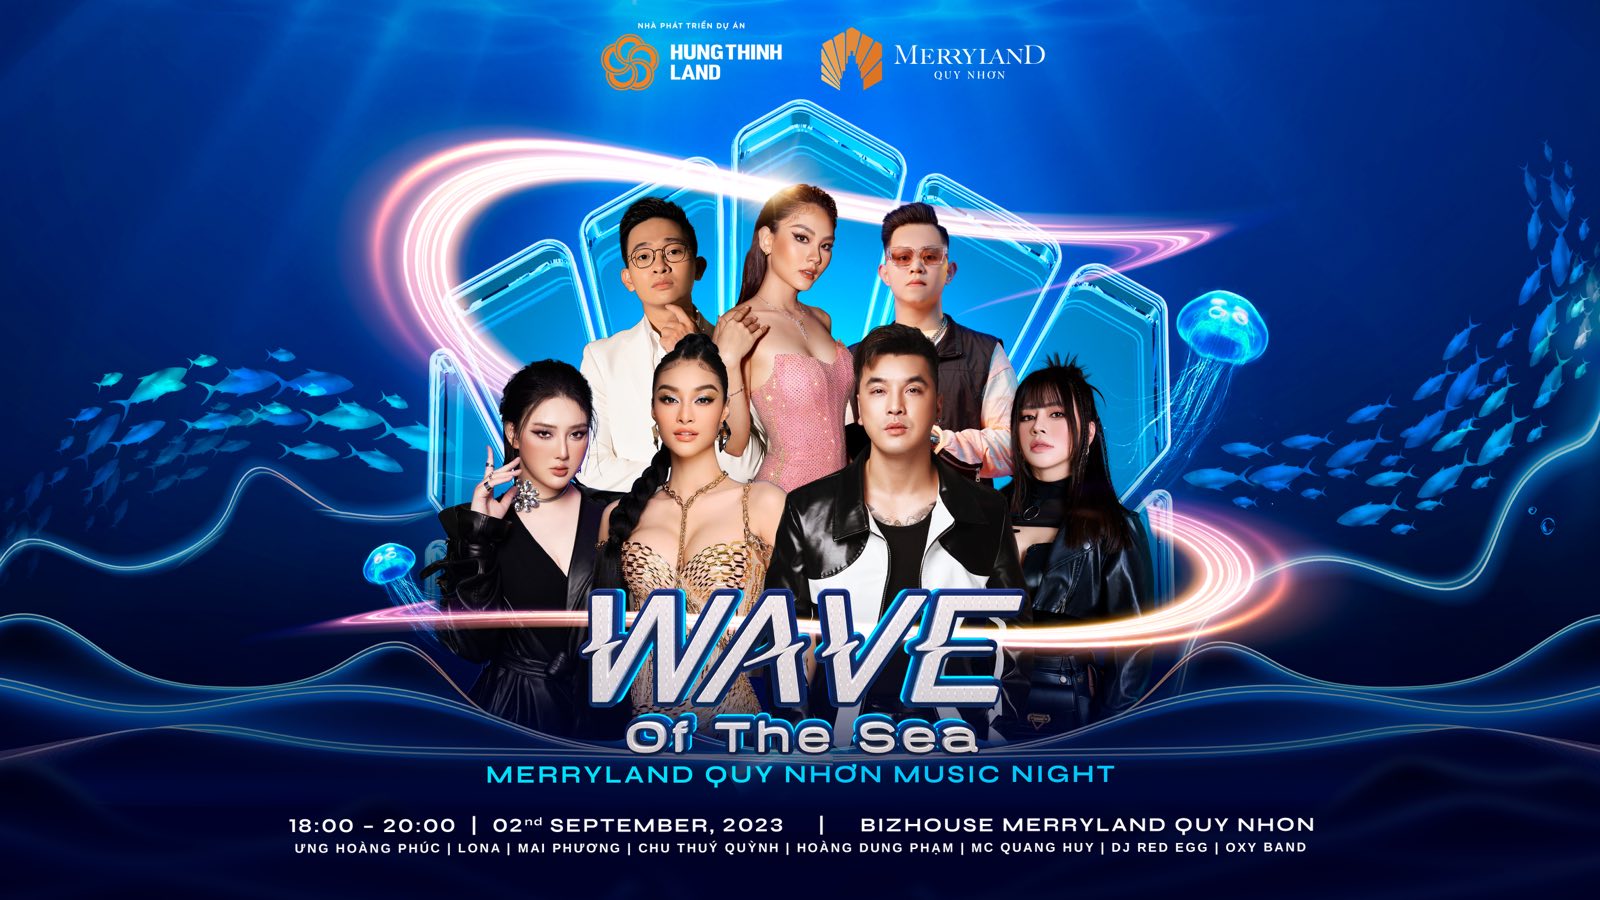 NHÀ PHÁT TRIỂN DỰ ÁN
HUNG THINH
LAND
MERRYLAND
QUY NHƠN
WAVE
Of The Sea
MERRYLAND QUY NHƠN MUSIC NIGHT
18:00 – 20:00 | 02nd SEPTEMBER, 2023 | BIZHOUSE MERRYLAND QUY NHON
ƯNG HOÀNG PHÚC | LONA | MAI PHƯƠNG | CHU THUÝ QUỲNH | HOÀNG DUNG PHẠM | MC QUANG HUY | DJ RED EGG | OXY BAND